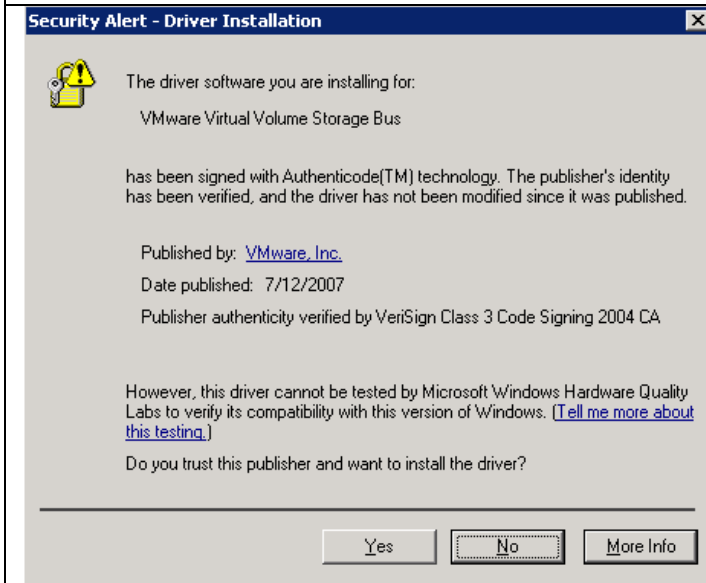 Security Alert - Driver Installation
The driver software you are installing for:
VMware Virtual Volume Storage Bus
has been signed with Authenticode(TM) technology. The publisher's identity
has been verified, and the driver has not been modified since it was published.
Published by: VMware, Inc.
Date published: 7/12/2007
Publisher authenticity verified by VeriSign Class 3 Code Signing 2004 CA
However, this driver cannot be tested by Microsoft Windows Hardware Quality
Labs to verify its compatibility with this version of Windows. (Tell me more about
this testing.)
Do you trust this publisher and want to install the driver?
Yes No More Info